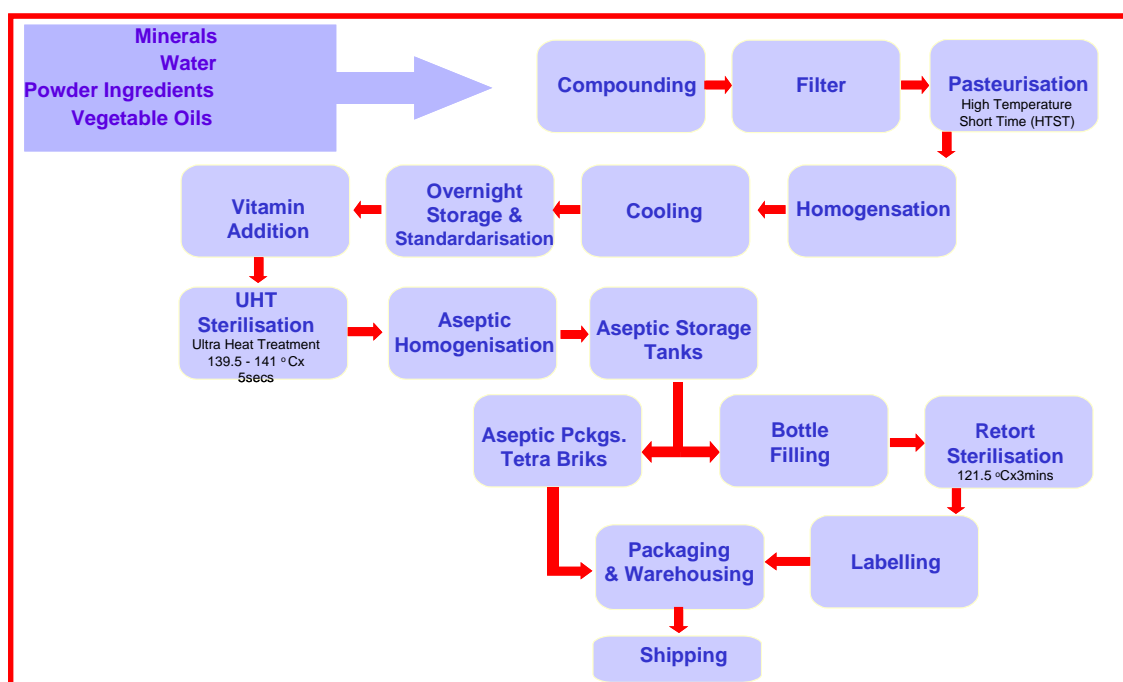 Minerals
Water
Powder Ingredients
Vegetable Oils
Compounding
Filter
Pasteurisation
High Temperature
Short Time (HTST)
Homogensation
Cooling
Overnight
Storage &
Standardarisation
Vitamin
Addition
UHT
Sterilisation
Ultra Heat Treatment
139.5 - 141 °Cx
5secs
Aseptic
Homogenisation
Aseptic Storage
Tanks
Aseptic Pckgs.
Tetra Briks
Bottle
Filling
Retort
Sterilisation
121.5 °Cx3mins
Labelling
Packaging
& Warehousing
Shipping